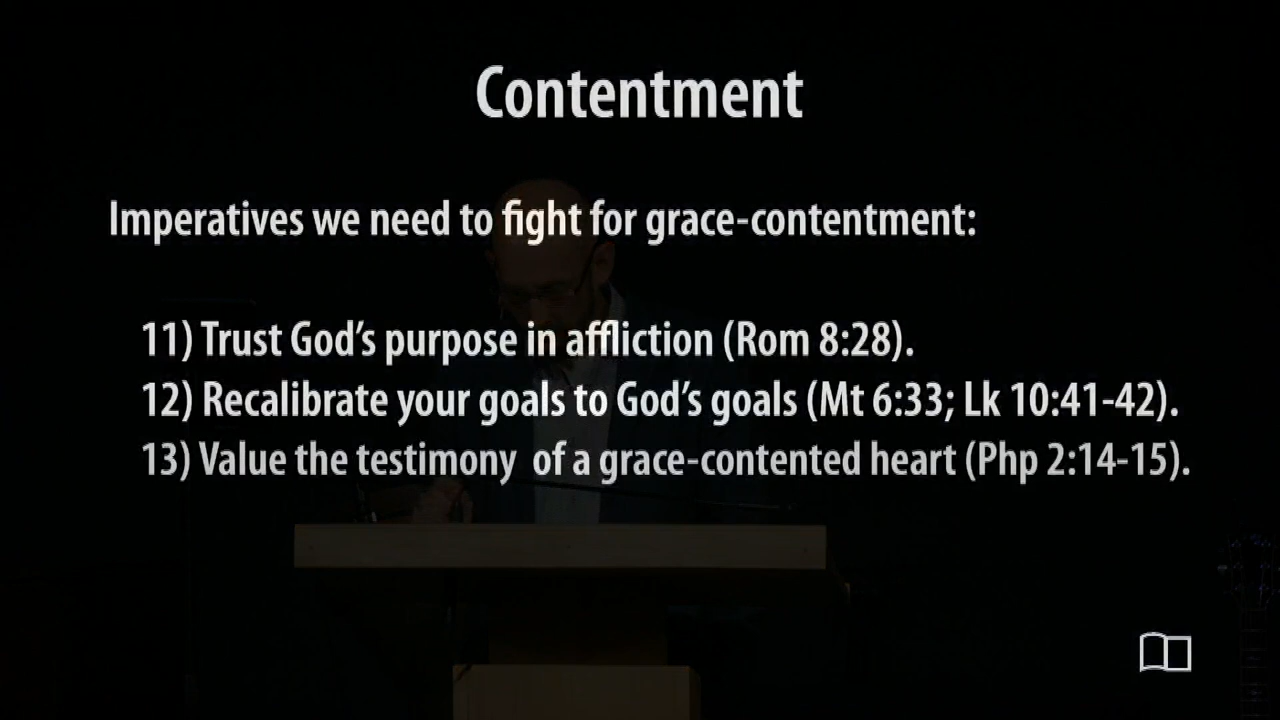 Contentment
Imperatives we need to fight for grace-contentment:
11) Trust God’s purpose in affliction (Rom 8:28).
12) Recalibrate your goals to God’s goals (Mt 6:33; Lk 10:41-42).
13) Value the testimony  of a grace-contented heart (Php 2:14-15).